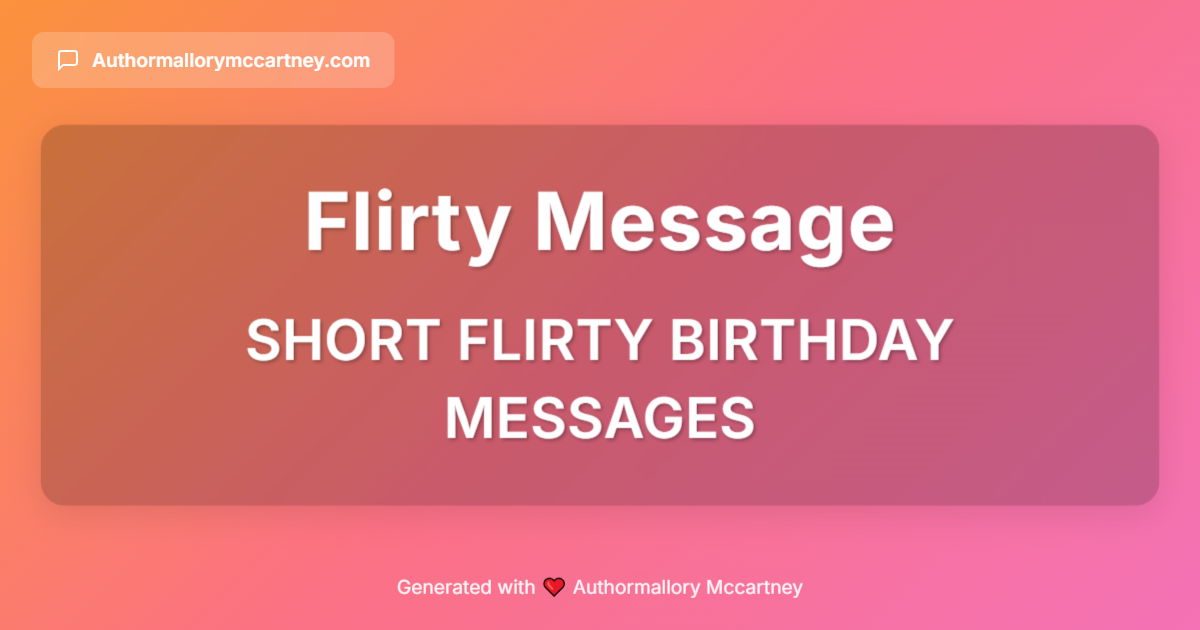 Authormallorymccartney.com
Flirty Message
SHORT FLIRTY BIRTHDAY
MESSAGES
Generated with ❤️ Authormallory Mccartney